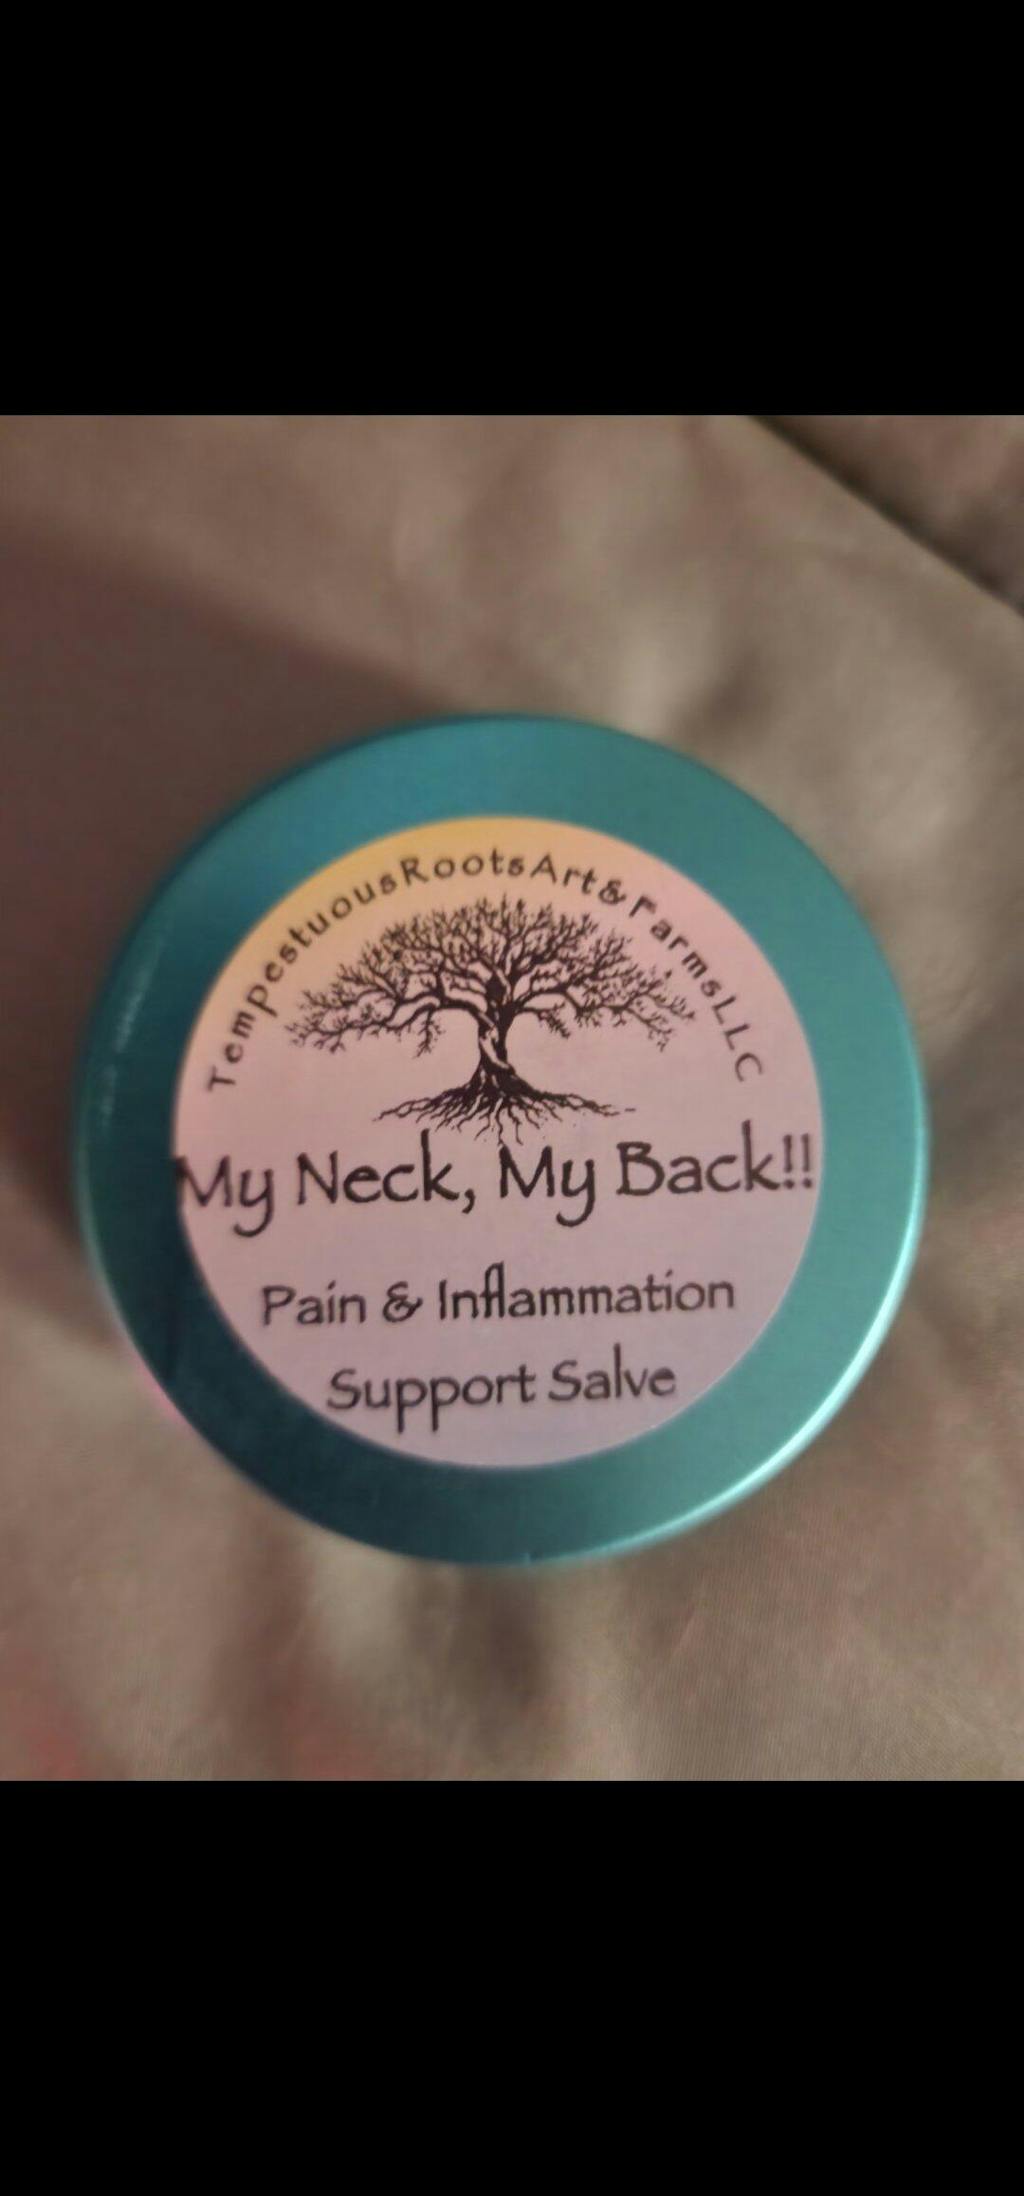 TempestuousRootsArt&FarmsLLC
My Neck, My Back!!
Pain & Inflammation
Support Salve